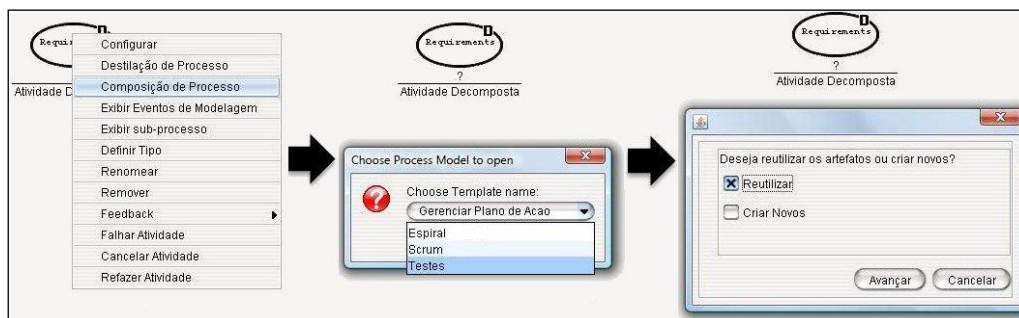 Requi
Atividade D
Configurar
Destilação de Processo
Composição de Processo
Exibir Eventos de Modelagem
Exibir sub-processo
Definir Tipo
Renomear
Remover
Feedback
Falhar Atividade
Cancelar Atividade
Refazer Atividade
D
Requirements
?
Atividade Decomposta
Choose Process Model to open
Choose Template name:
Gerenciar Plano de Acao
Espiral
Scrum
Testes
D
Requirements
?
Atividade Decomposta
Deseja reutilizar os artefatos ou criar novos?
Reutilizar
Criar Novos
Avançar
Cancelar